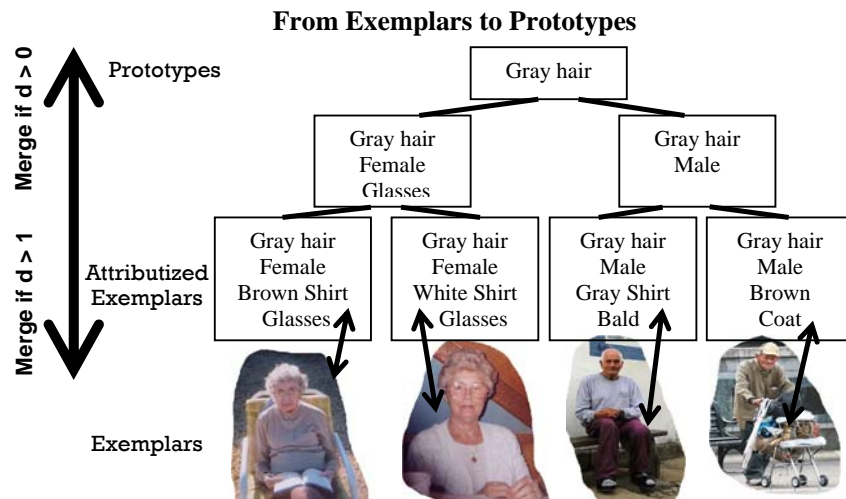 From Exemplars to Prototypes
Merge if d > 0
Prototypes
Gray hair
Gray hair
Female
Glasses
Gray hair
Male
Merge if d > 1
Attributized
Exemplars
Gray hair
Female
Brown Shirt
Glasses
Gray hair
Female
White Shirt
Glasses
Gray hair
Male
Gray Shirt
Bald
Gray hair
Male
Brown
Coat
Exemplars